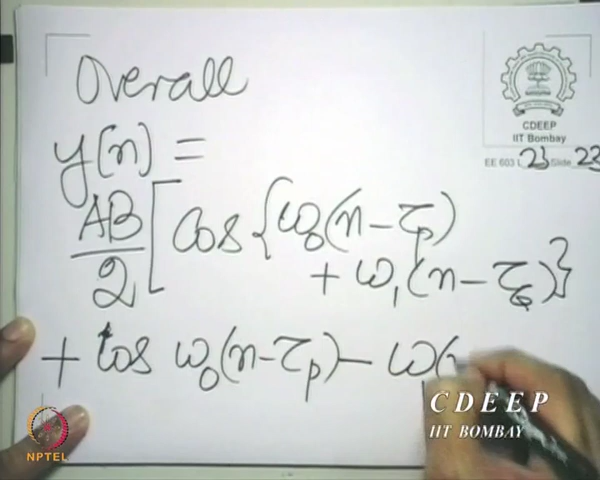 Overall
CDEEP
IIT Bombay
EE 603 L 23 Slide 23
y[n] =
AB/2 [ Cos {ω₀(n-τₚ)
+ ω₁(n-τg)}
+ Cos ω₀(n-τₚ) - ω(
CDEEP
IIT BOMBAY
NPTEL